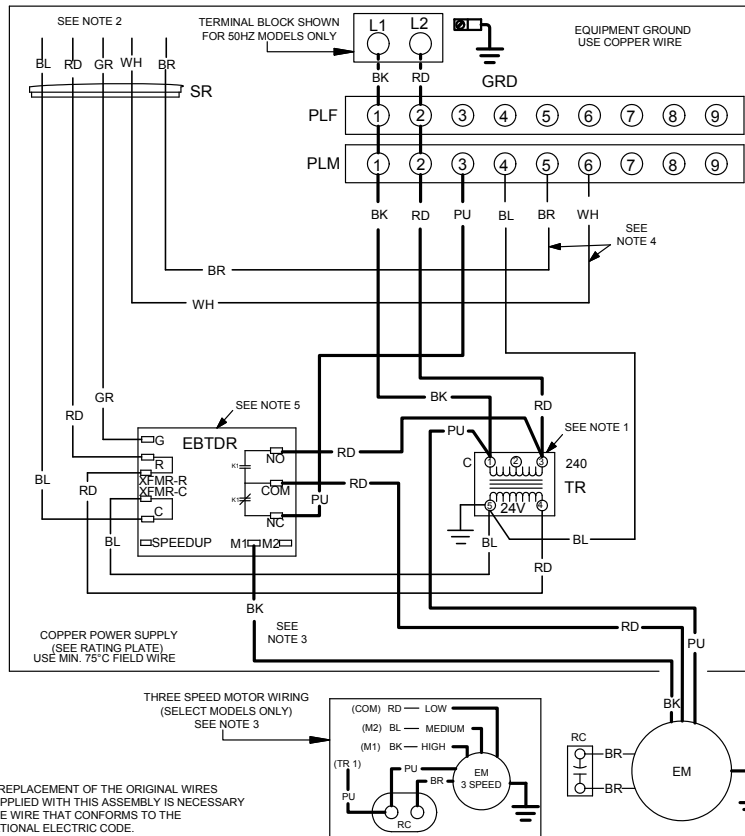 SEE NOTE 2
TERMINAL BLOCK SHOWN
FOR 50HZ MODELS ONLY
L1 L2
EQUIPMENT GROUND
USE COPPER WIRE
BL RD GR WH BR
BK RD
GRD
SR
PLF 1 2 3 4 5 6 7 8 9
PLM 1 2 3 4 5 6 7 8 9
BK RD PU BL BR WH
SEE
NOTE 4
BR
WH
GR
BK
RD
RD
PU
SEE NOTE 5
SEE NOTE 1
EBTDR
G
R
XFMR-R
XFMR-C
C
SPEEDUP
M1 M2
K1
K1
NO
COM
NC
RD
RD
PU
C 1 2 3 240
TR
5 24V 4
BL
RD
BL
BL
BL
RD
BK
SEE
NOTE 3
RD
PU
COPPER POWER SUPPLY
(SEE RATING PLATE)
USE MIN. 75°C FIELD WIRE
BK
THREE SPEED MOTOR WIRING
(SELECT MODELS ONLY)
SEE NOTE 3
(COM) RD LOW
(M2) BL MEDIUM
(M1) BK HIGH
(TR 1)
PU
PU
BR
EM
3 SPEED
RC
RC
BR
BR
EM
REPLACEMENT OF THE ORIGINAL WIRES
PPLIED WITH THIS ASSEMBLY IS NECESSARY
E WIRE THAT CONFORMS TO THE
TIONAL ELECTRIC CODE.